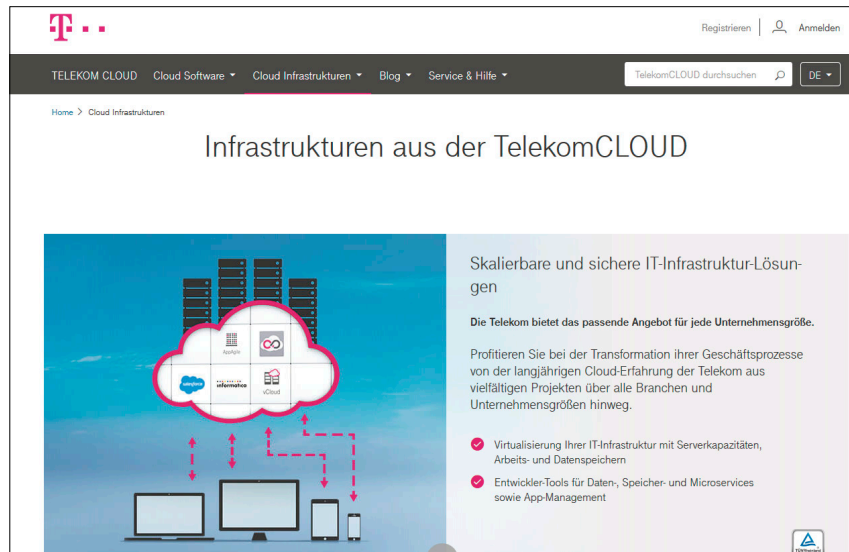 T
Registrieren Anmelden
TELEKOM CLOUD Cloud Software Cloud Infrastrukturen Blog Service & Hilfe TelekomCLOUD durchsuchen DE
Home > Cloud Infrastrukturen
Infrastrukturen aus der TelekomCLOUD
AppAgile
salesforce
informatica
vCloud
Skalierbare und sichere IT-Infrastruktur-Lösun-
gen
Die Telekom bietet das passende Angebot für jede Unternehmensgröße.
Profitieren Sie bei der Transformation ihrer Geschäftsprozesse
von der langjährigen Cloud-Erfahrung der Telekom aus
vielfältigen Projekten über alle Branchen und
Unternehmensgrößen hinweg.
Virtualisierung Ihrer IT-Infrastruktur mit Serverkapazitäten,
Arbeits- und Datenspeichern
Entwickler-Tools für Daten-, Speicher- und Microservices
sowie App-Management
TÜVRheinland